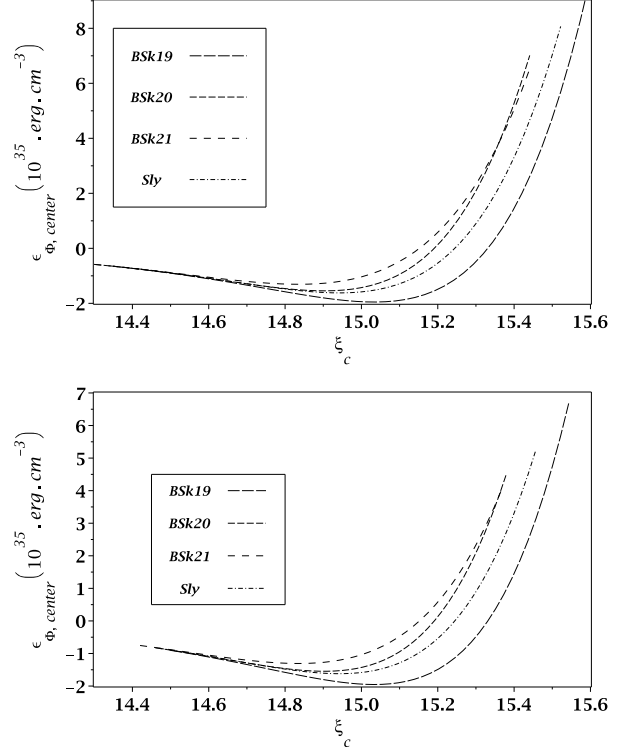 8
6
4
2
0
−2
ϵ Φ, center (10^35 .erg.cm^−3)
BSk19
BSk20
BSk21
Sly
14.4 14.6 14.8 15.0 15.2 15.4 15.6
ξ_c
7
6
5
4
3
2
1
0
−1
−2
ϵ Φ, center (10^35 .erg.cm^−3)
BSk19
BSk20
BSk21
Sly
14.4 14.6 14.8 15.0 15.2 15.4 15.6
ξ_c